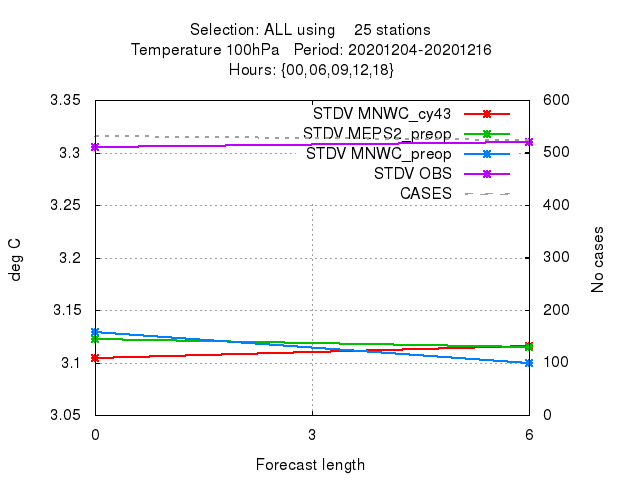 Selection: ALL using    25 stations
Temperature 100hPa   Period: 20201204-20201216
Hours: {00,06,09,12,18}
3.35
3.3
3.25
3.2
3.15
3.1
3.05
600
500
400
300
200
100
0
STDV MNWC_cy43
STDV MEPS2_preop
STDV MNWC_preop
STDV OBS
CASES
deg C
No cases
0 3 6
Forecast length